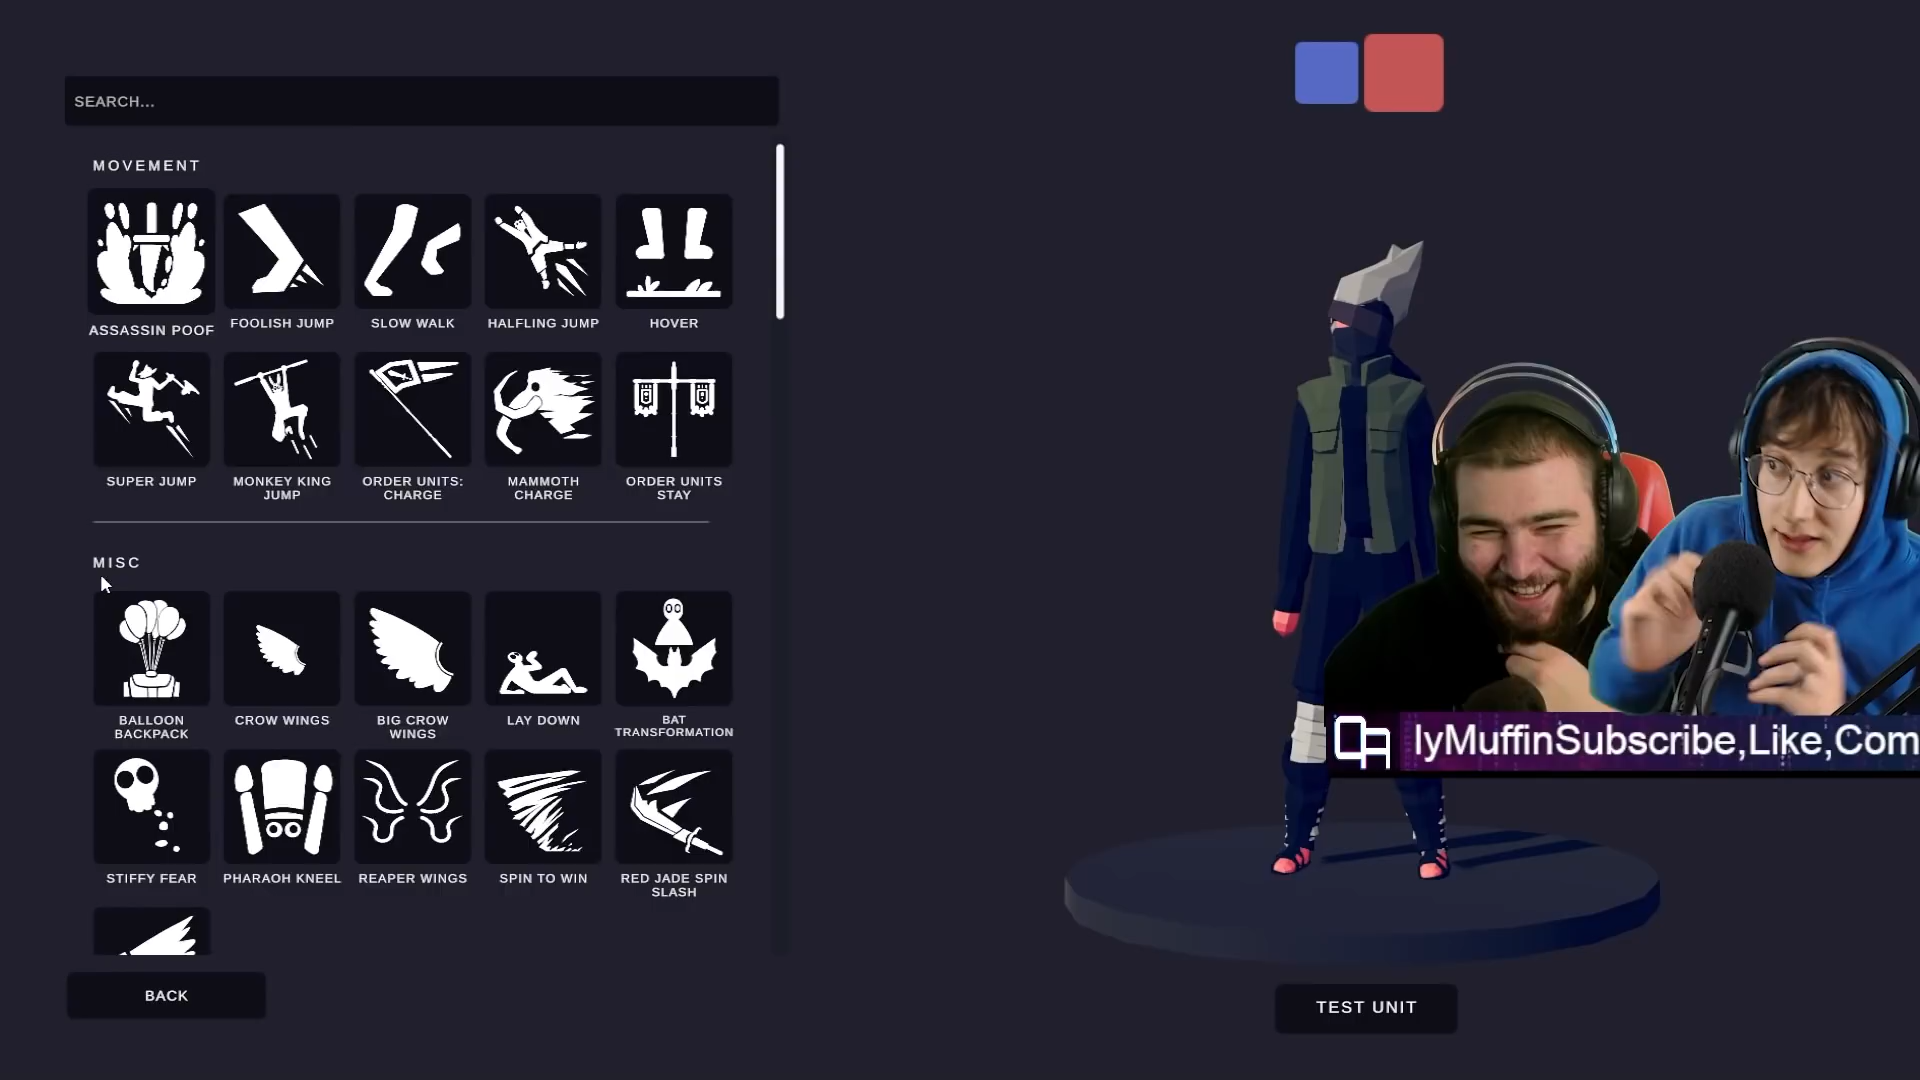 SEARCH...
MOVEMENT
ASSASSIN POOF
FOOLISH JUMP
SLOW WALK
HALFLING JUMP
HOVER
SUPER JUMP
MONKEY KING
JUMP
ORDER UNITS:
CHARGE
MAMMOTH
CHARGE
ORDER UNITS
STAY
MISC
BALLOON
BACKPACK
CROW WINGS
BIG CROW
WINGS
LAY DOWN
BAT
TRANSFORMATION
STIFFY FEAR
PHARAOH KNEEL
REAPER WINGS
SPIN TO WIN
RED JADE SPIN
SLASH
BACK
lyMuffinSubscribe,Like,Com
TEST UNIT